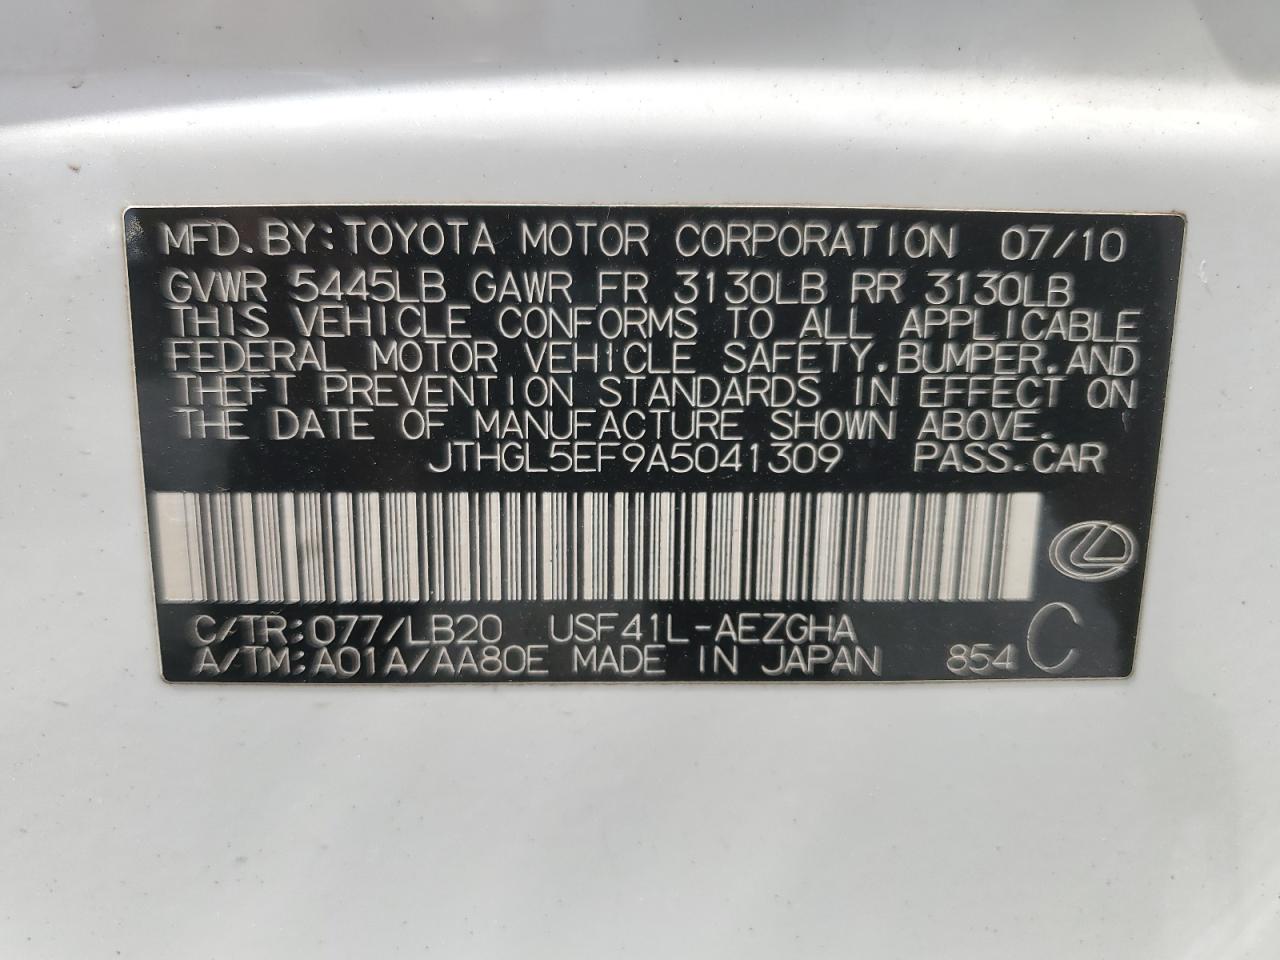 MFD. BY: TOYOTA MOTOR CORPORATION 07/10
GVWR 5445LB GAWR FR 3130LB RR 3130LB
THIS VEHICLE CONFORMS TO ALL APPLICABLE
FEDERAL MOTOR VEHICLE SAFETY, BUMPER, AND
THEFT PREVENTION STANDARDS IN EFFECT ON
THE DATE OF MANUFACTURE SHOWN ABOVE.
JTHGL5EF9A5041309 PASS. CAR
C/TR: 077/LB20 USF41L-AEZGHA
A/TM: A01A/AA80E MADE IN JAPAN 854 C